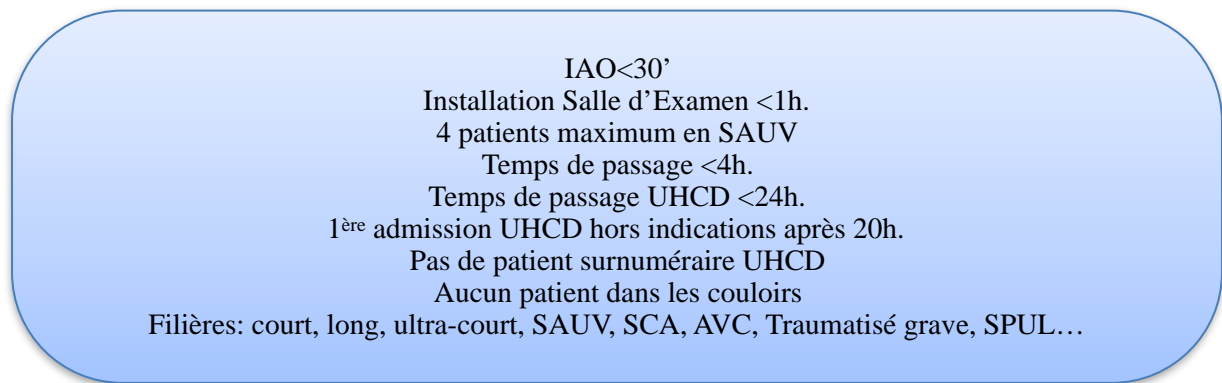 IAO<30’
Installation Salle d’Examen <1h.
4 patients maximum en SAUV
Temps de passage <4h.
Temps de passage UHCD <24h.
1ère admission UHCD hors indications après 20h.
Pas de patient surnuméraire UHCD
Aucun patient dans les couloirs
Filières: court, long, ultra-court, SAUV, SCA, AVC, Traumatisé grave, SPUL…